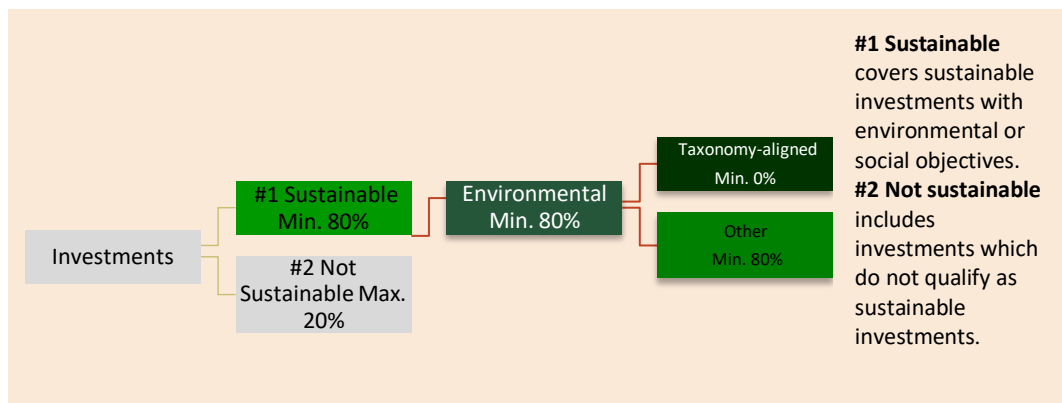 Investments
#1 Sustainable
Min. 80%
#2 Not
Sustainable Max.
20%
Environmental
Min. 80%
Taxonomy-aligned
Min. 0%
Other
Min. 80%
#1 Sustainable
covers sustainable
investments with
environmental or
social objectives.
#2 Not sustainable
includes
investments which
do not qualify as
sustainable
investments.